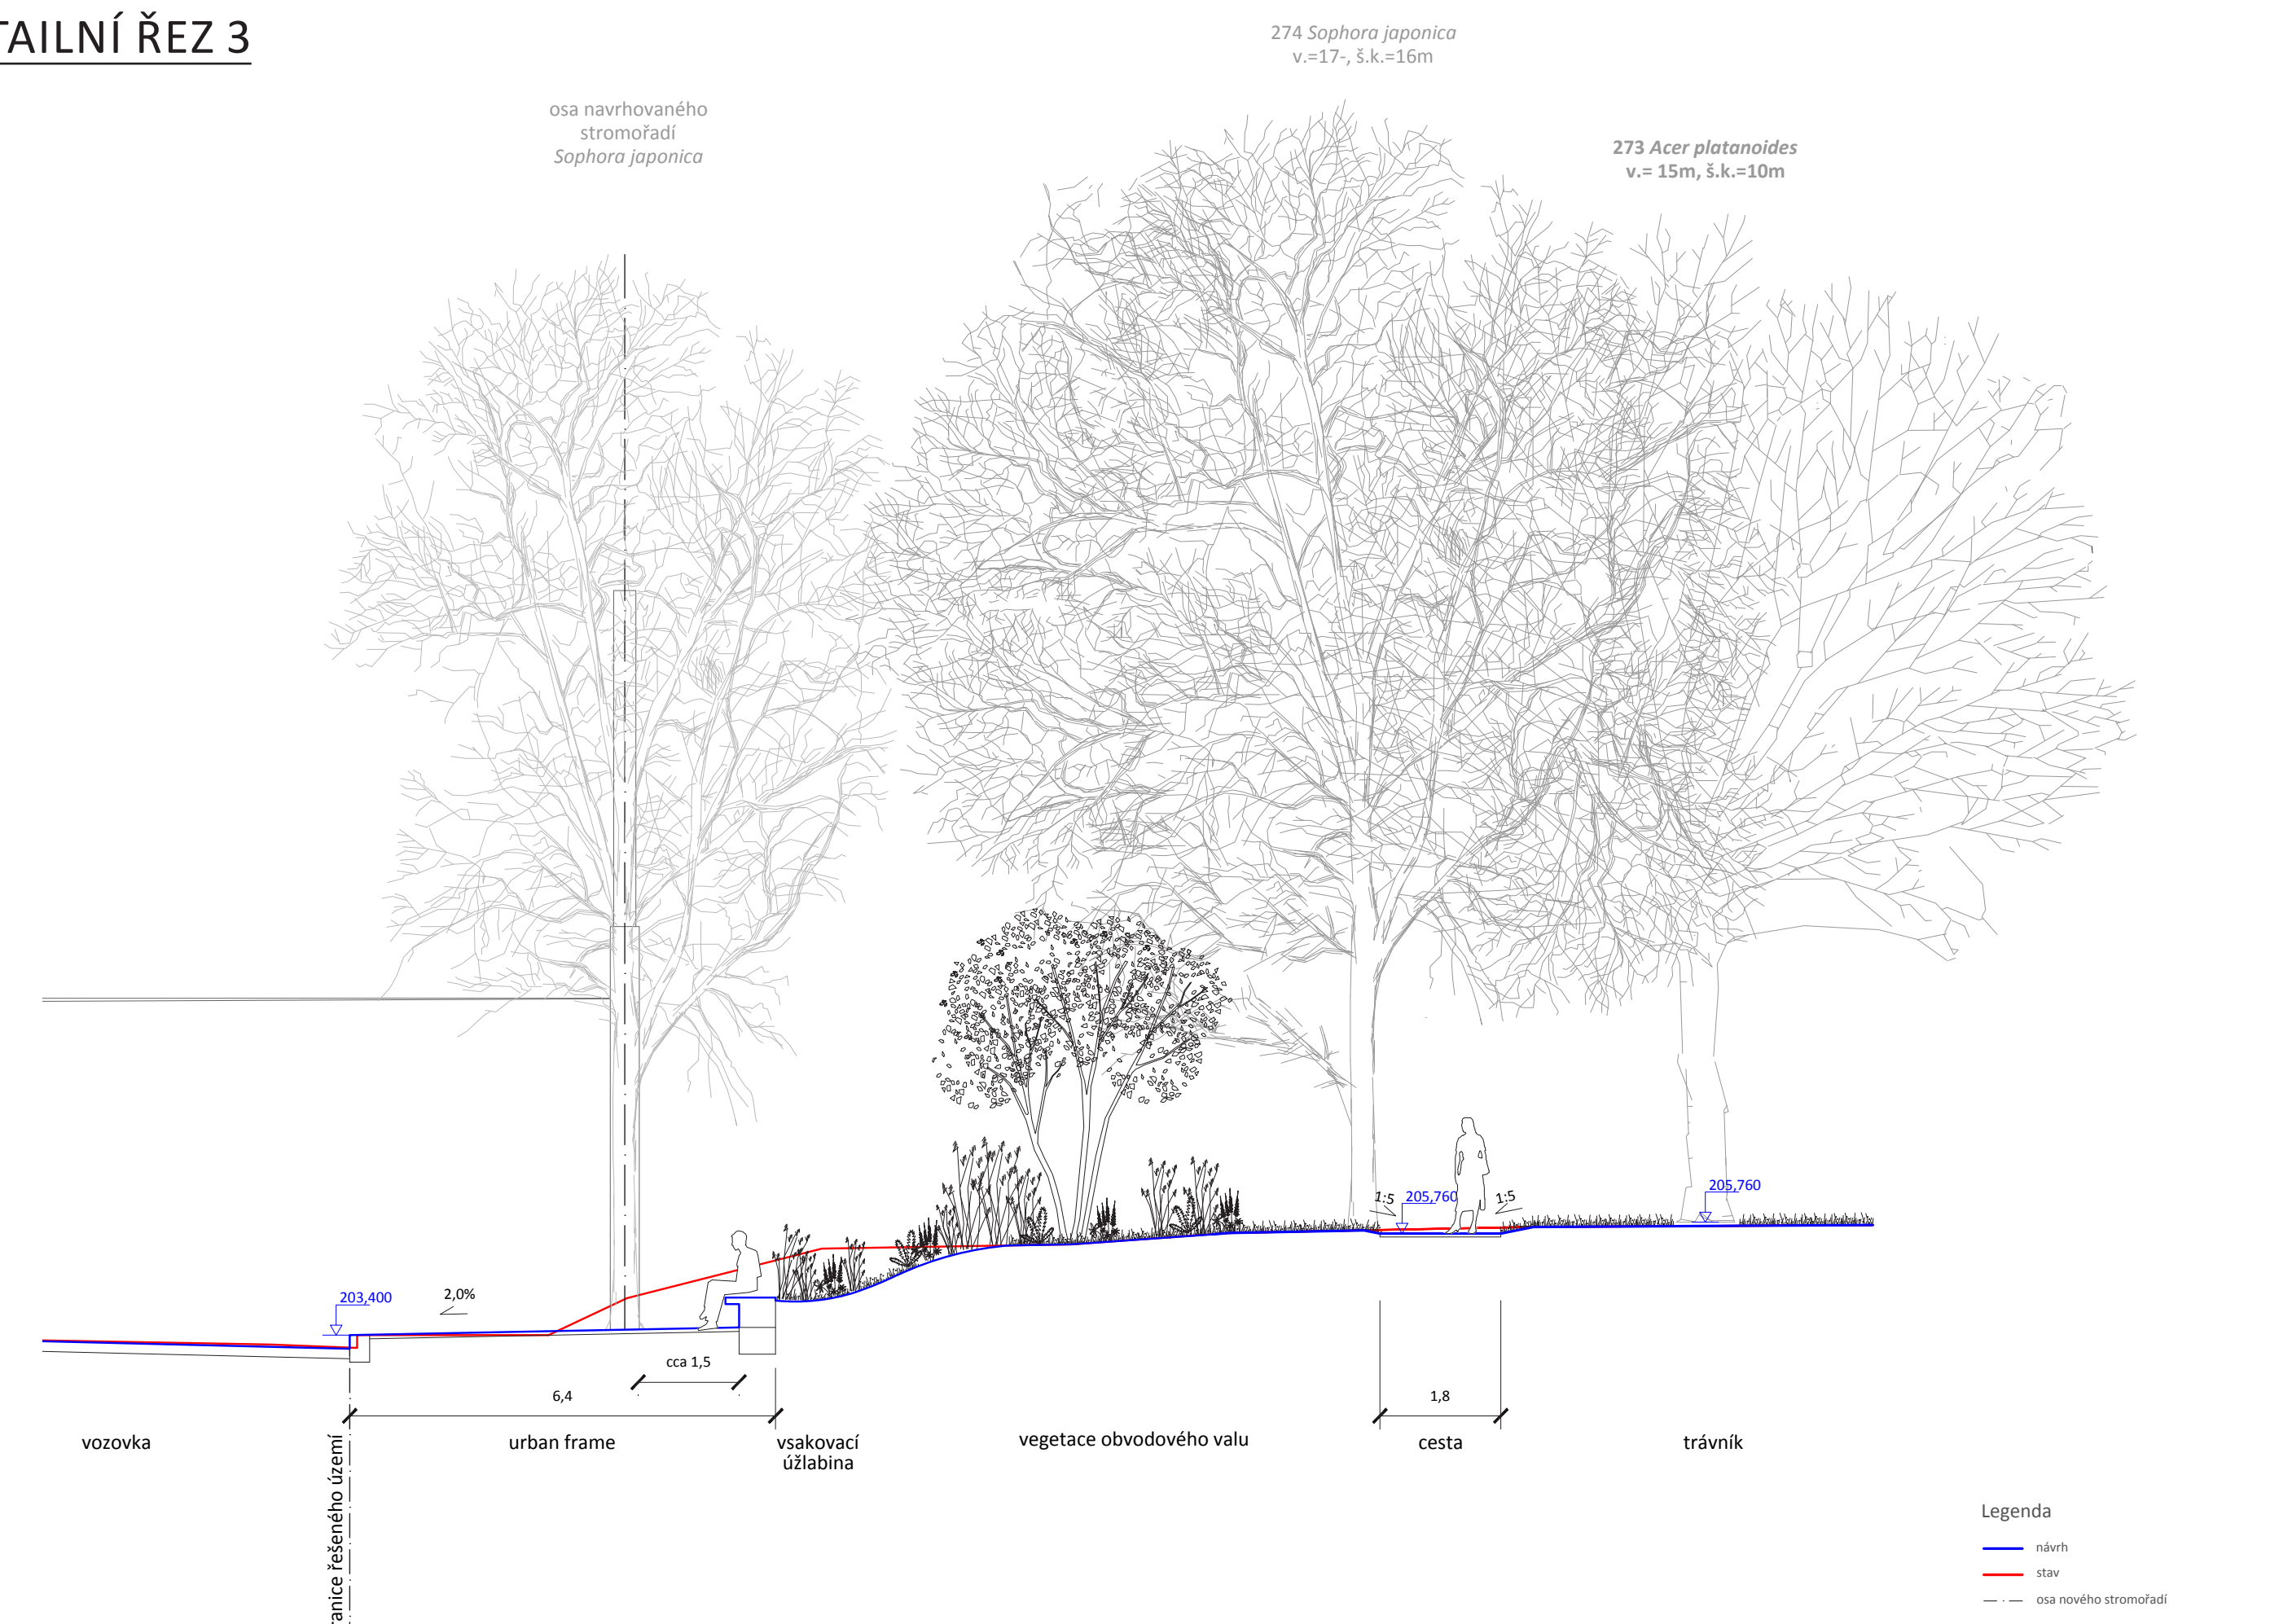 TAILNÍ ŘEZ 3
274 Sophora japonica
v.=17-, š.k.=16m
osa navrhovaného
stromořadí
Sophora japonica
273 Acer platanoides
v.= 15m, š.k.=10m
1:5
205,760
1:5
205,760
203,400
2,0%
cca 1,5
6,4
1,8
vozovka
urban frame
vsakovací
úžlabina
vegetace obvodového valu
cesta
trávník
ranice řešeného území
Legenda
návrh
stav
osa nového stromořadí